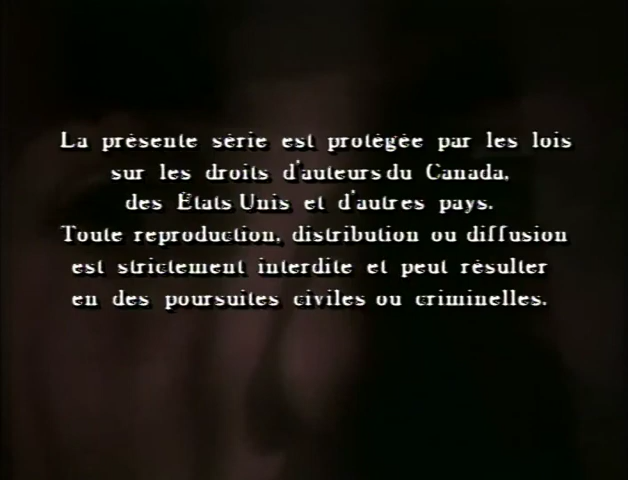 La présente série est protégée par les lois
sur les droits d'auteurs du Canada,
des États Unis et d'autres pays.
Toute reproduction, distribution ou diffusion
est strictement interdite et peut résulter
en des poursuites civiles ou criminelles.